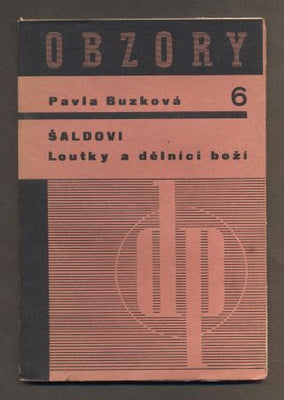 OBZORY
Pavla Buzková 6
ŠALDOVI
Loutky a dělníci boží
dp